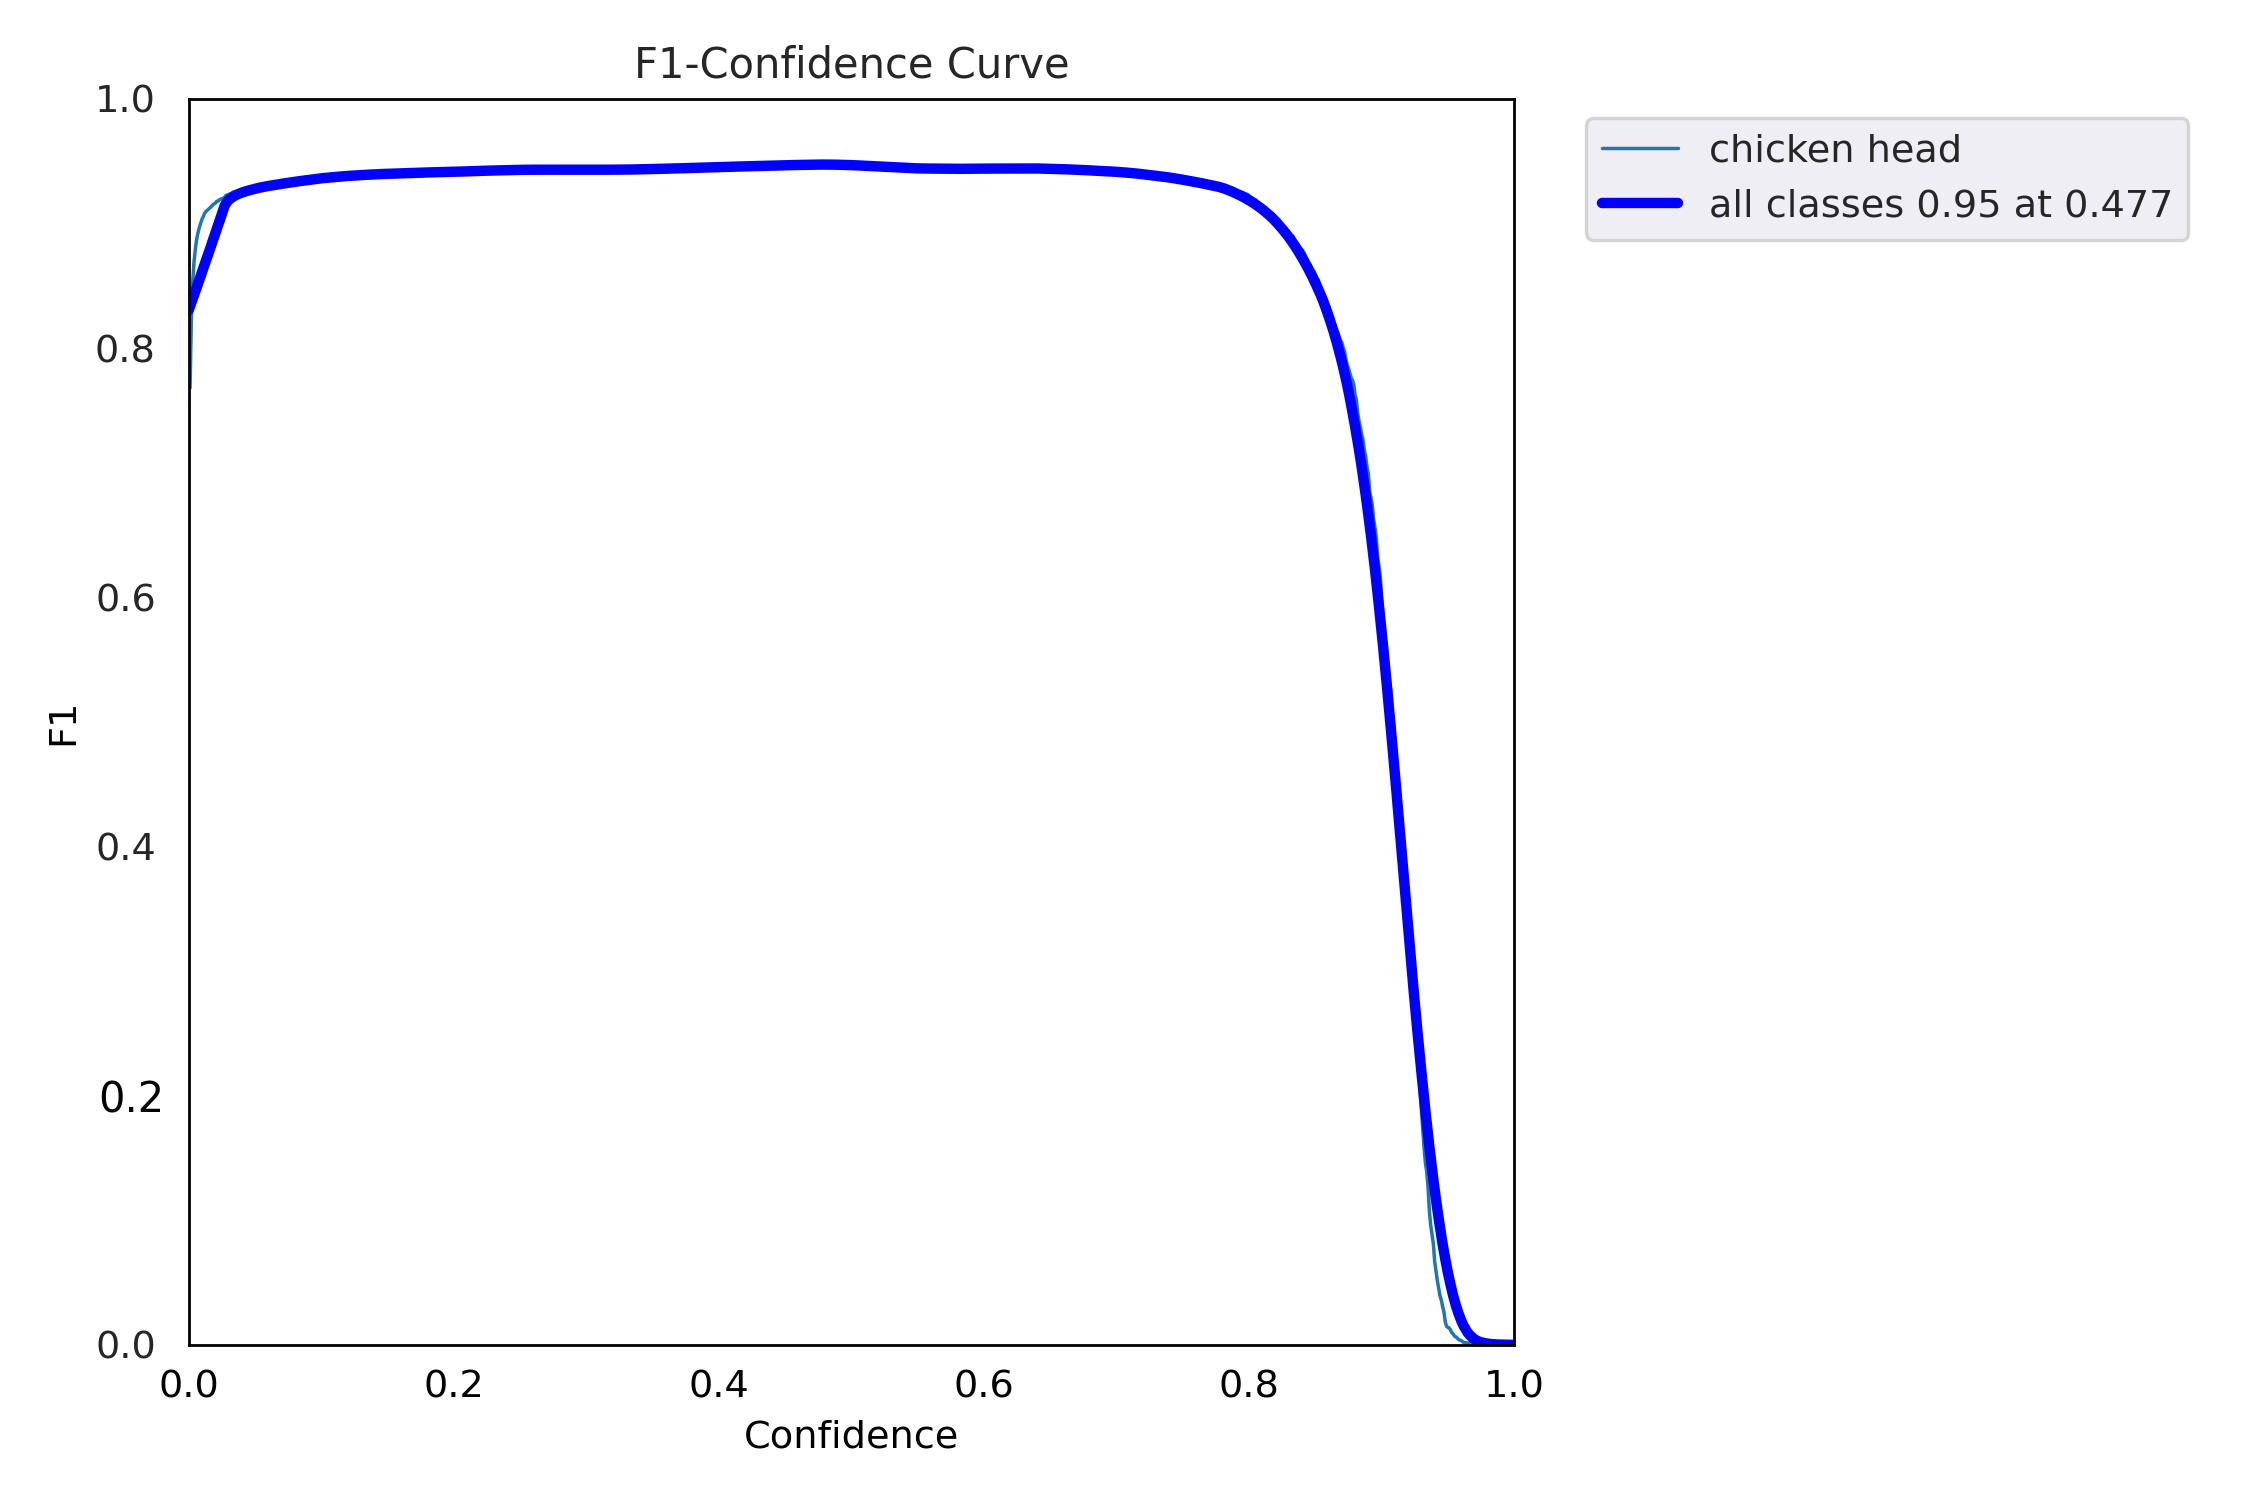 F1-Confidence Curve
1.0
0.8
0.6
0.4
0.2
0.0
F1
0.0 0.2 0.4 0.6 0.8 1.0
Confidence
chicken head
all classes 0.95 at 0.477